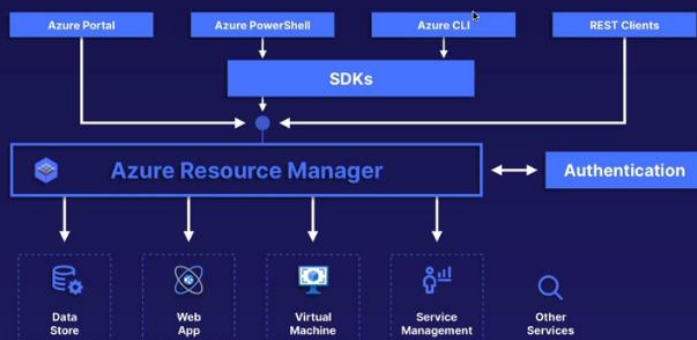 Azure Portal
Azure PowerShell
Azure CLI
REST Clients
SDKs
Azure Resource Manager
Authentication
Data
Store
Web
App
Virtual
Machine
Service
Management
Other
Services